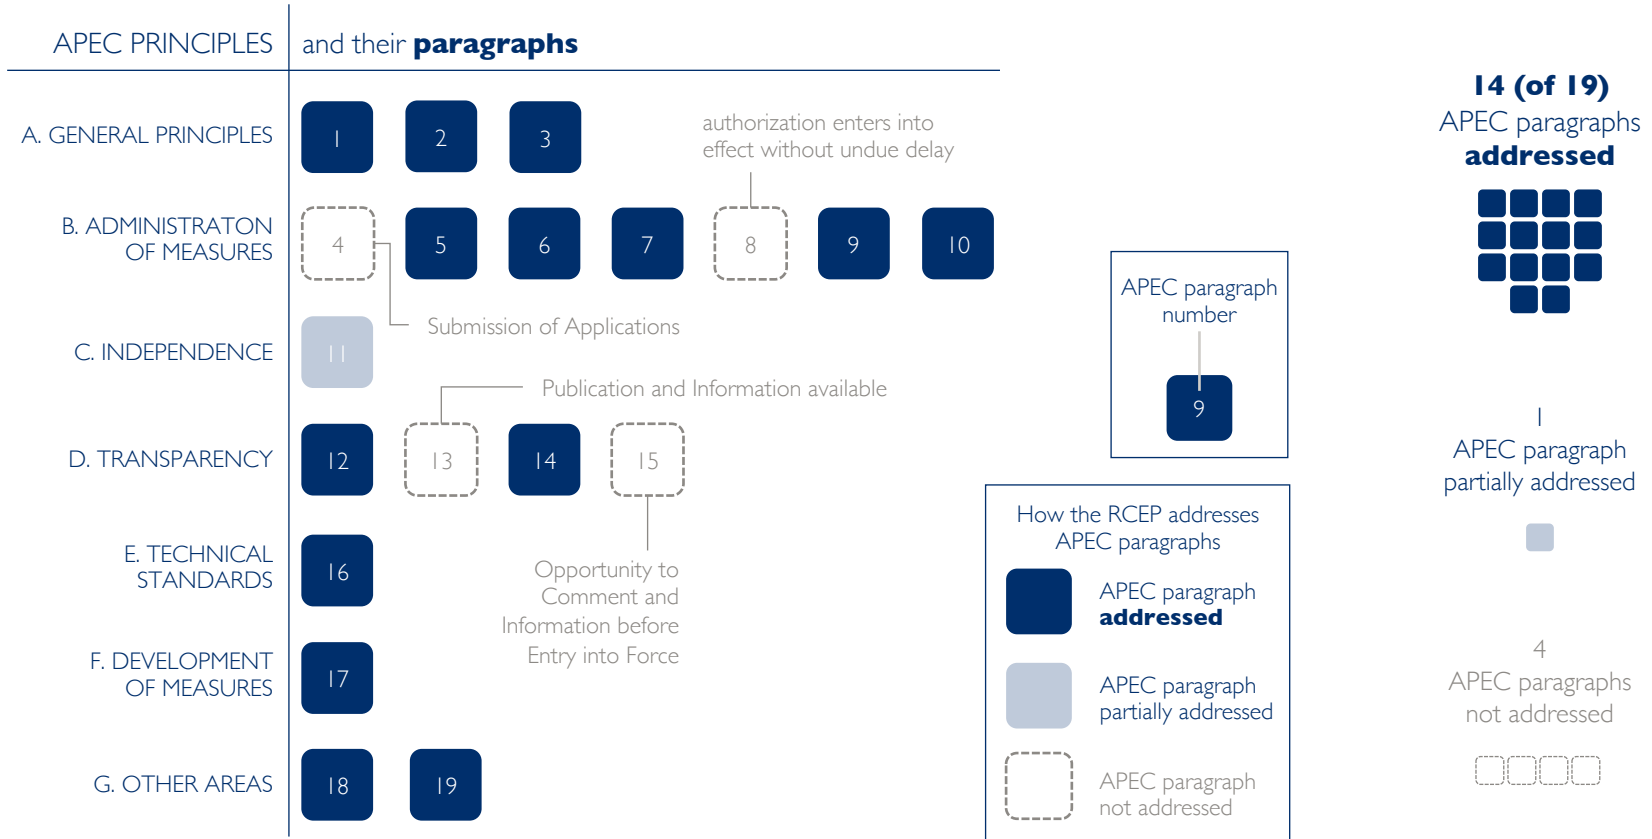 APEC PRINCIPLES
and their paragraphs
A. GENERAL PRINCIPLES
1
2
3
authorization enters into
effect without undue delay
B. ADMINISTRATON
OF MEASURES
4
5
6
7
8
9
10
Submission of Applications
C. INDEPENDENCE
11
Publication and Information available
D. TRANSPARENCY
12
13
14
15
E. TECHNICAL
STANDARDS
16
Opportunity to
Comment and
Information before
Entry into Force
F. DEVELOPMENT
OF MEASURES
17
G. OTHER AREAS
18
19
APEC paragraph
number
9
How the RCEP addresses
APEC paragraphs
APEC paragraph
addressed
APEC paragraph
partially addressed
APEC paragraph
not addressed
14 (of 19)
APEC paragraphs
addressed
1
APEC paragraph
partially addressed
4
APEC paragraphs
not addressed